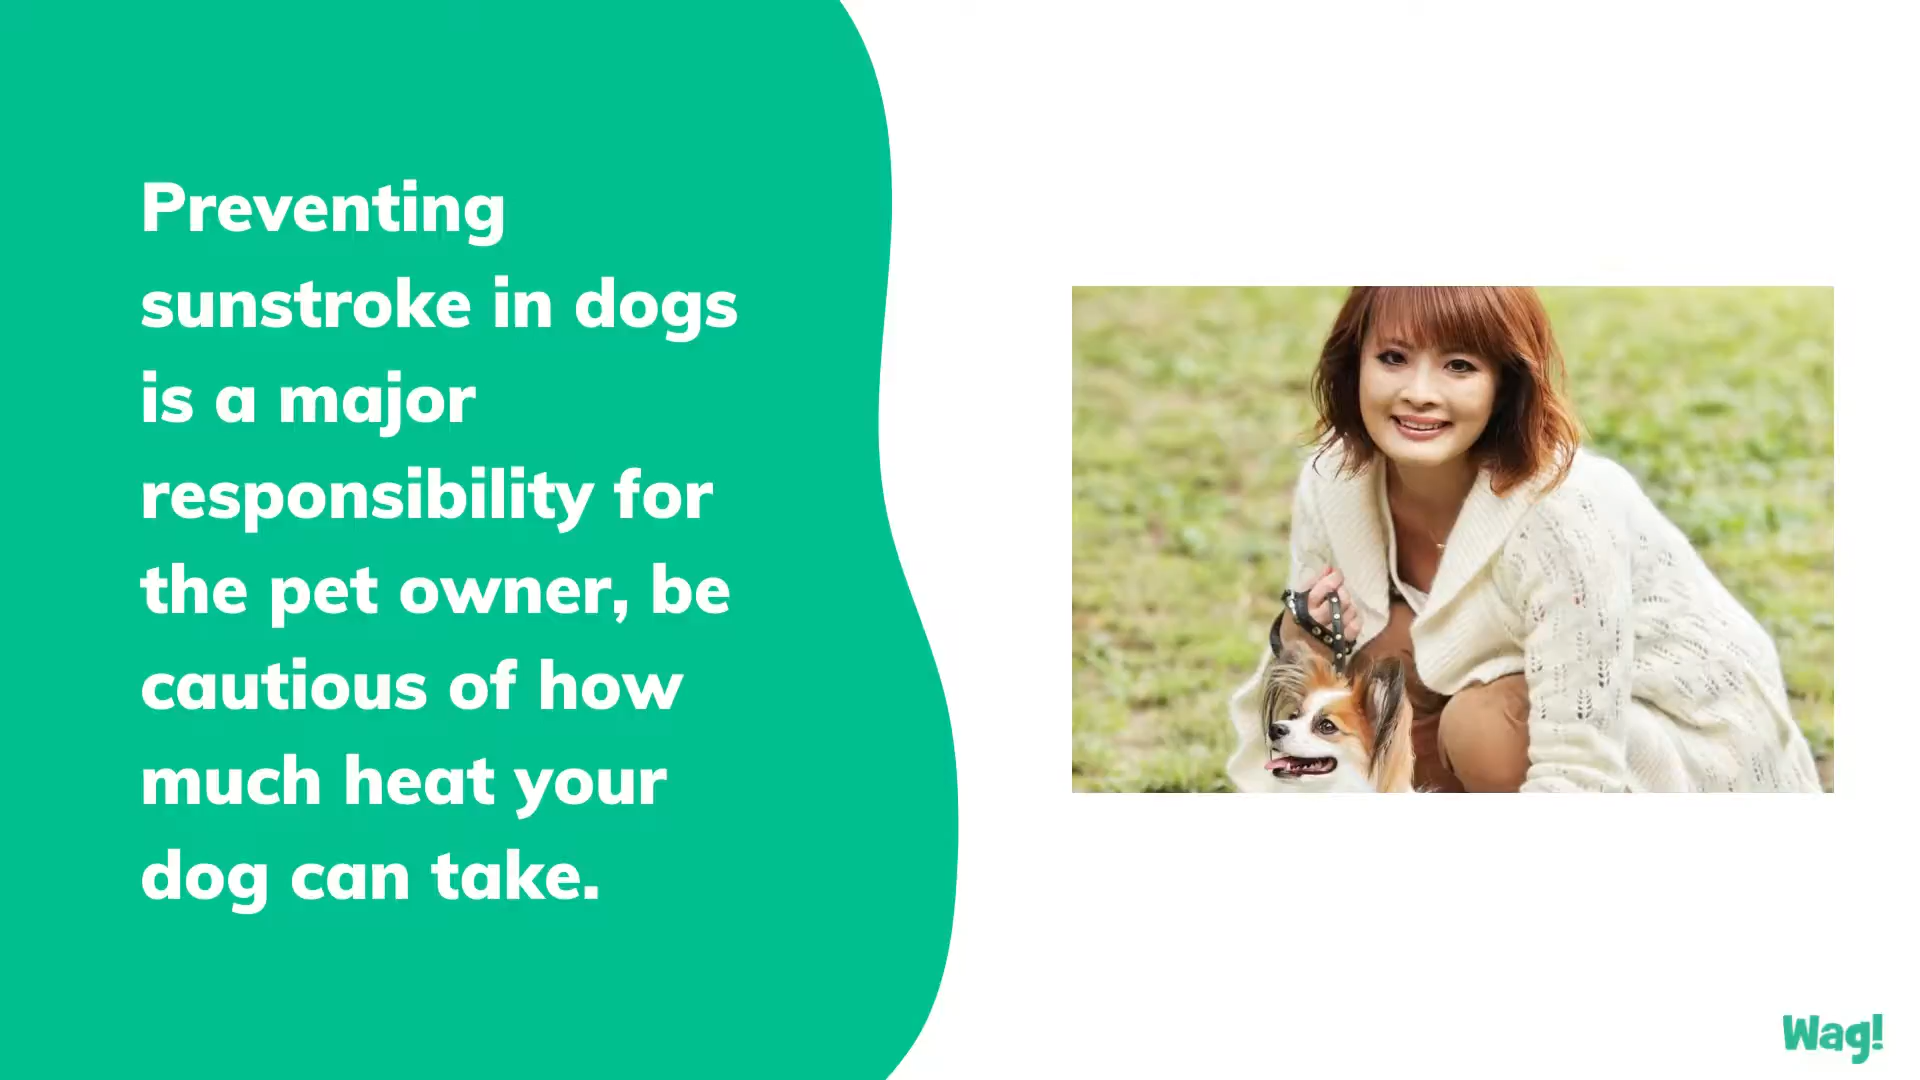 Preventing
sunstroke in dogs
is a major
responsibility for
the pet owner, be
cautious of how
much heat your
dog can take.
Wag!